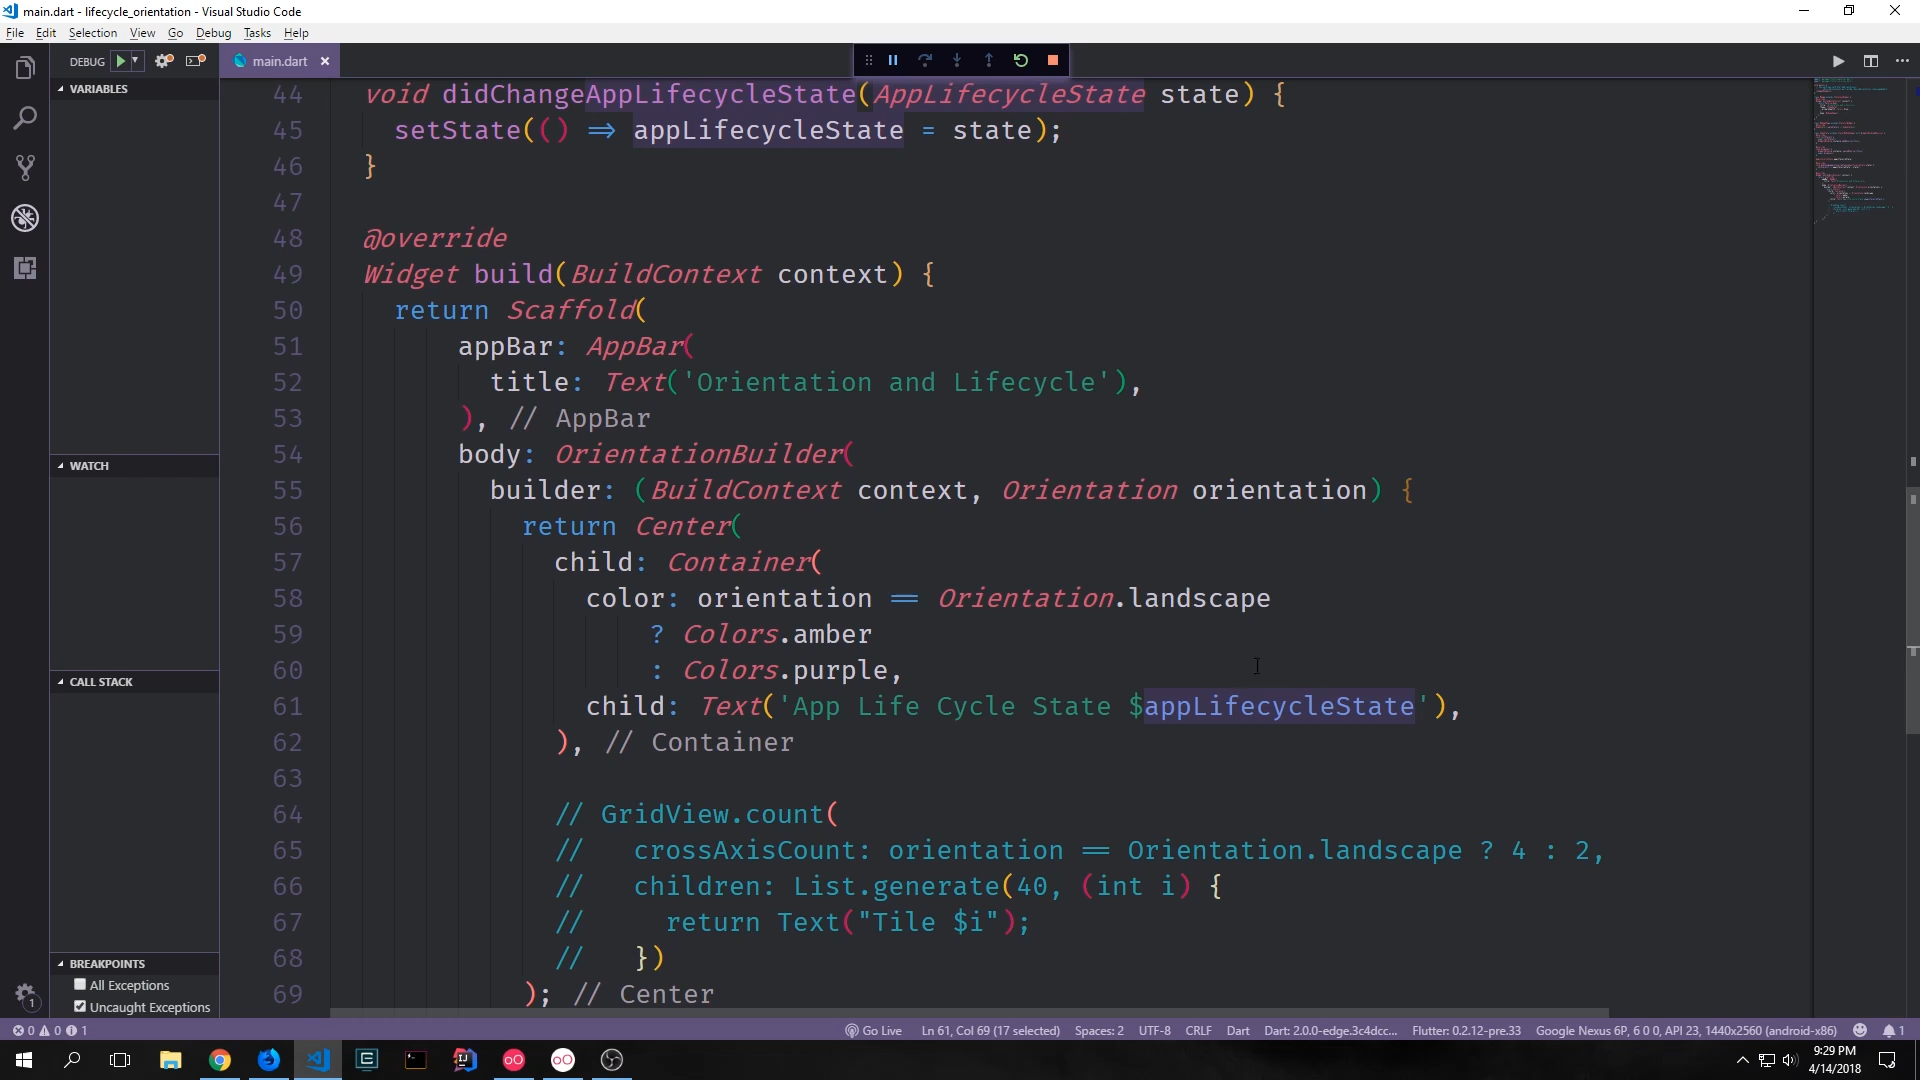 main.dart - lifecycle_orientation - Visual Studio Code
File Edit Selection View Go Debug Tasks Help
DEBUG
main.dart ×
VARIABLES
WATCH
CALL STACK
BREAKPOINTS
All Exceptions
Uncaught Exceptions
1
44 void didChangeAppLifecycleState(AppLifecycleState state) {
45 setState(() => appLifecycleState = state);
46 }
47
48 @override
49 Widget build(BuildContext context) {
50 return Scaffold(
51 appBar: AppBar(
52 title: Text('Orientation and Lifecycle'),
53 ), // AppBar
54 body: OrientationBuilder(
55 builder: (BuildContext context, Orientation orientation) {
56 return Center(
57 child: Container(
58 color: orientation == Orientation.landscape
59 ? Colors.amber
60 : Colors.purple,
61 child: Text('App Life Cycle State $appLifecycleState'),
62 ), // Container
63
64 // GridView.count(
65 // crossAxisCount: orientation == Orientation.landscape ? 4 : 2,
66 // children: List.generate(40, (int i) {
67 // return Text("Tile $i");
68 // })
69 ); // Center
0 0 1 Go Live Ln 61, Col 69 (17 selected) Spaces: 2 UTF-8 CRLF Dart Dart: 2.0.0-edge.3c4dcc... Flutter: 0.2.12-pre.33 Google Nexus 6P, 6 0 0, API 23, 1440x2560 (android-x86) 1
9:29 PM
4/14/2018